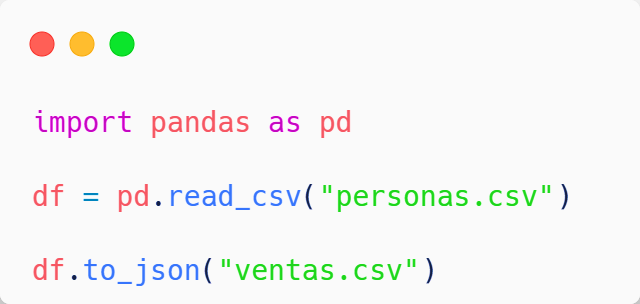 import pandas as pd
df = pd.read_csv("personas.csv")
df.to_json("ventas.csv")